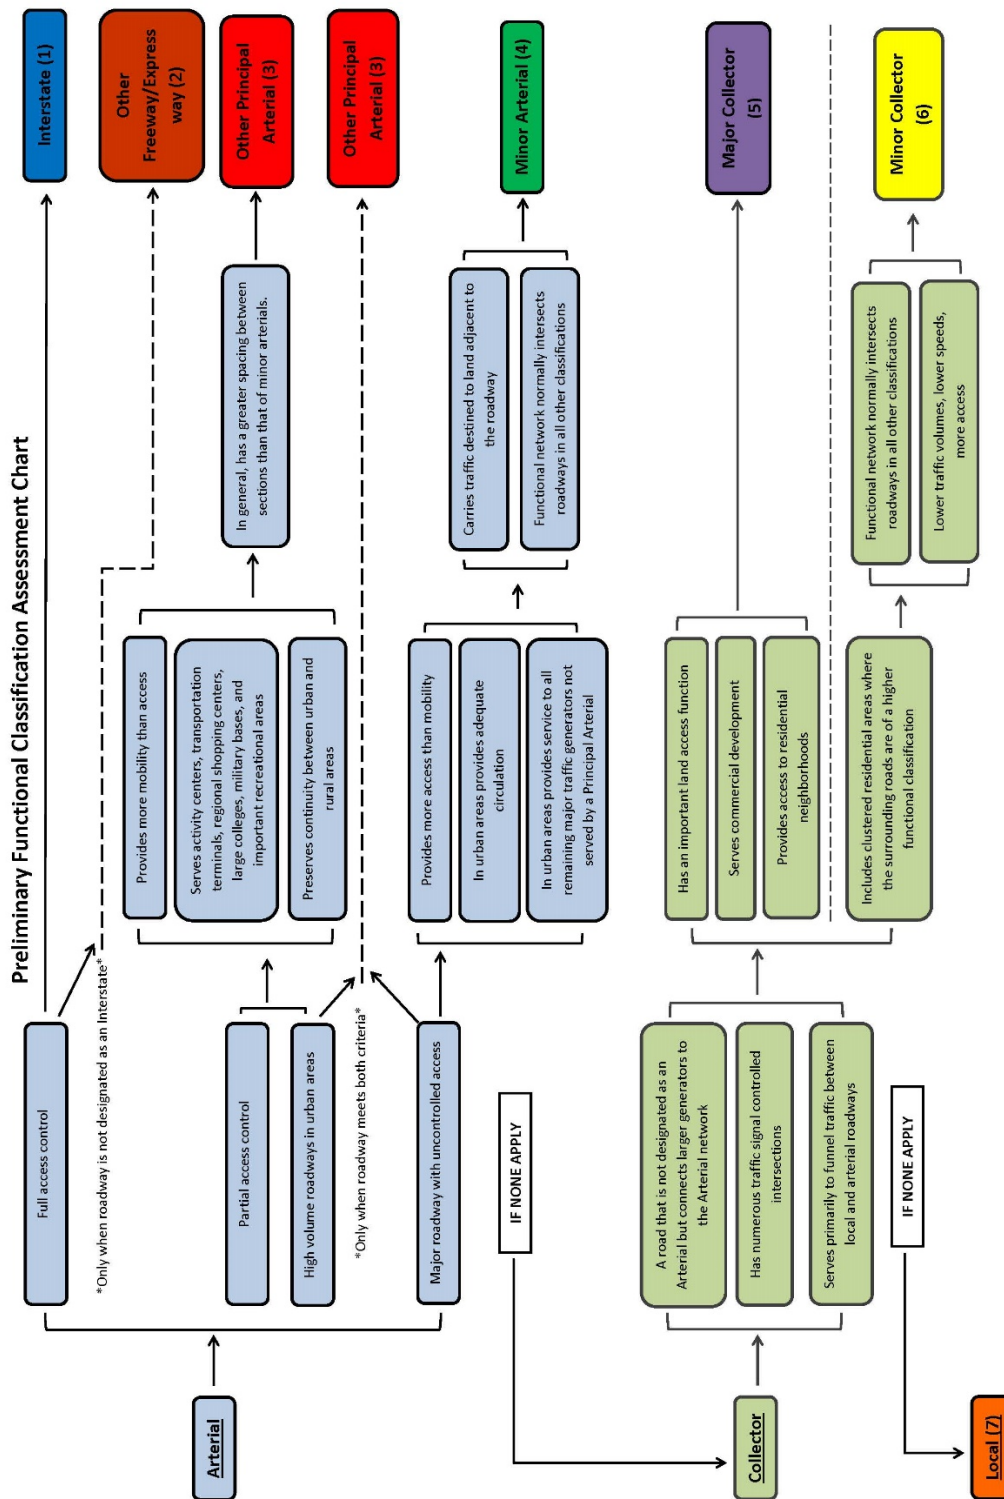 Preliminary Functional Classification Assessment Chart
Arterial
Full access control
*Only when roadway is not designated as an Interstate*
Partial access control
High volume roadways in urban areas
*Only when roadway meets both criteria*
Major roadway with uncontrolled access
Provides more mobility than access
Serves activity centers, transportation
terminals, regional shopping centers,
large colleges, military bases, and
important recreational areas
Preserves continuity between urban and
rural areas
In general, has a greater spacing between
sections than that of minor arterials.
Provides more access than mobility
In urban areas provides adequate
circulation
In urban areas provides service to all
remaining major traffic generators not
served by a Principal Arterial
Carries traffic destined to land adjacent to
the roadway
Functional network normally intersects
roadways in all other classifications
Interstate (1)
Other
Freeway/Express
way (2)
Other Principal
Arterial (3)
Other Principal
Arterial (3)
Minor Arterial (4)
IF NONE APPLY
Collector
A road that is not designated as an
Arterial but connects larger generators to
the Arterial network
Has numerous traffic signal controlled
intersections
Serves primarily to funnel traffic between
local and arterial roadways
Has an important land access function
Serves commercial development
Provides access to residential
neighborhoods
Major Collector
(5)
Includes clustered residential areas where
the surrounding roads are of a higher
functional classification
Functional network normally intersects
roadways in all other classifications
Lower traffic volumes, lower speeds,
more access
Minor Collector
(6)
IF NONE APPLY
Local (7)